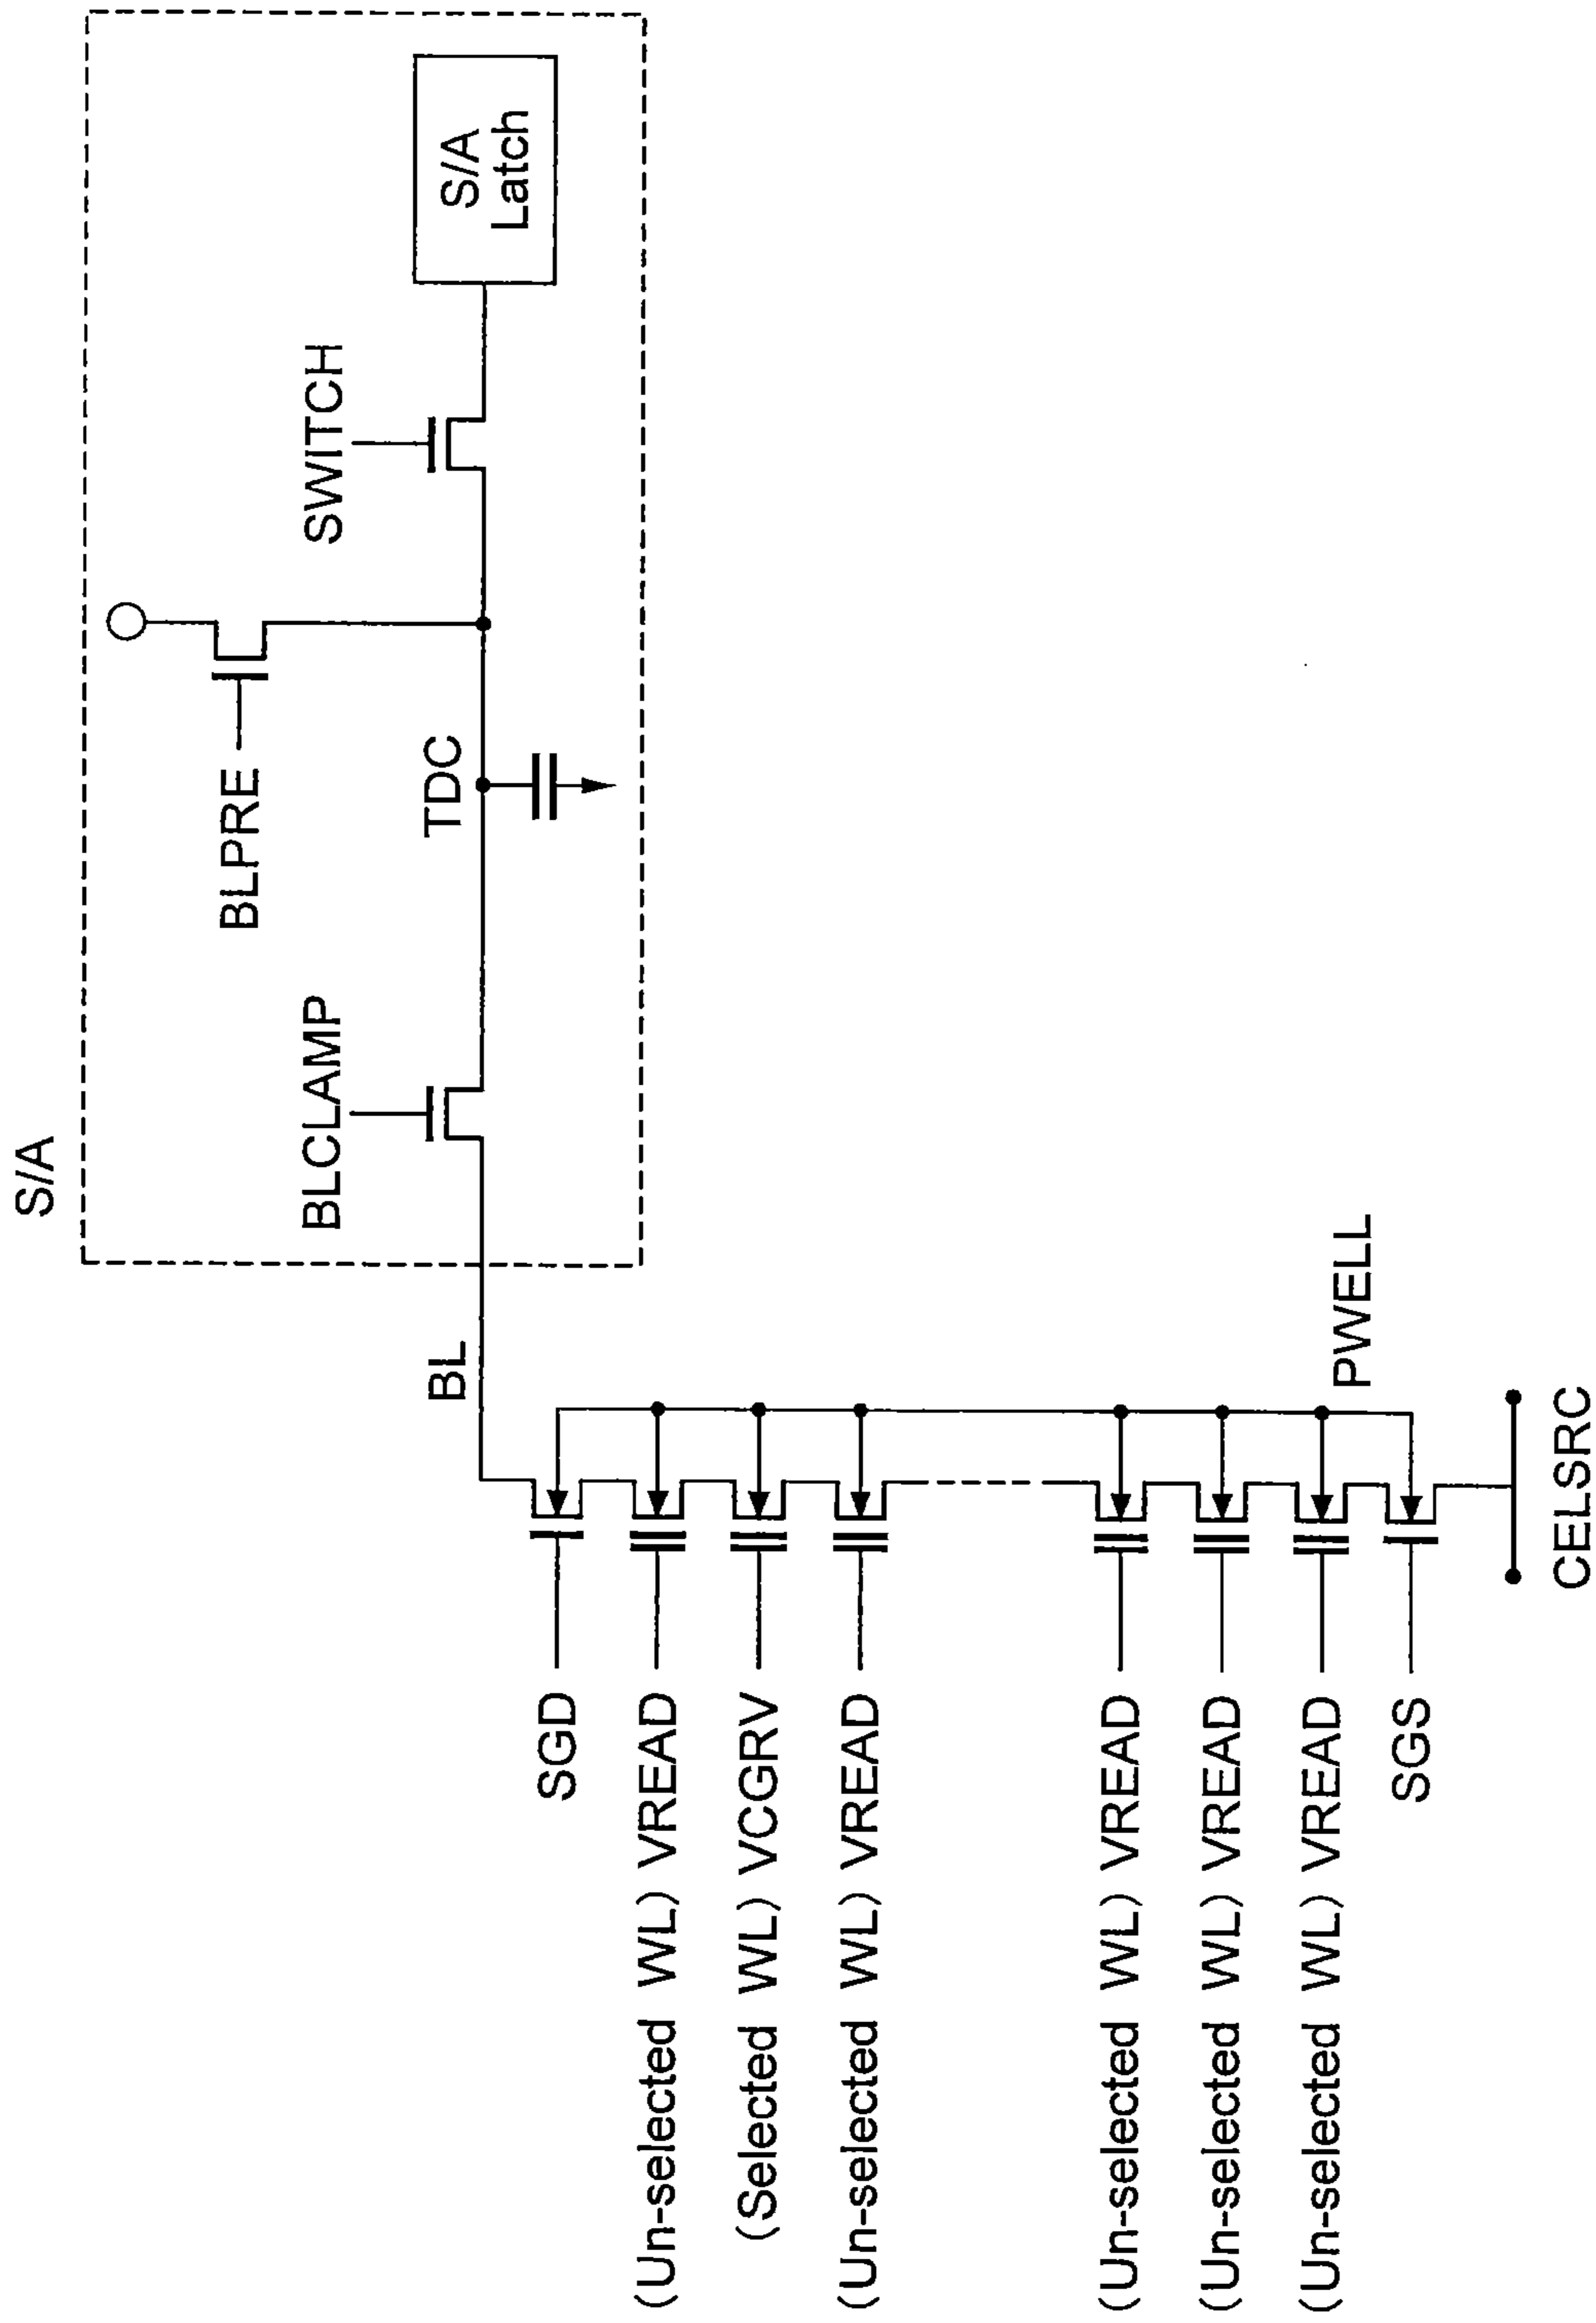 S/A
S/A
Latch
SWITCH
BLPRE
TDC
BLCLAMP
BL
PWELL
CELSRC
SGD
(Un-selected WL) VREAD
(Selected WL) VCGRV
(Un-selected WL) VREAD
(Un-selected WL) VREAD
(Un-selected WL) VREAD
(Un-selected WL) VREAD
SGS